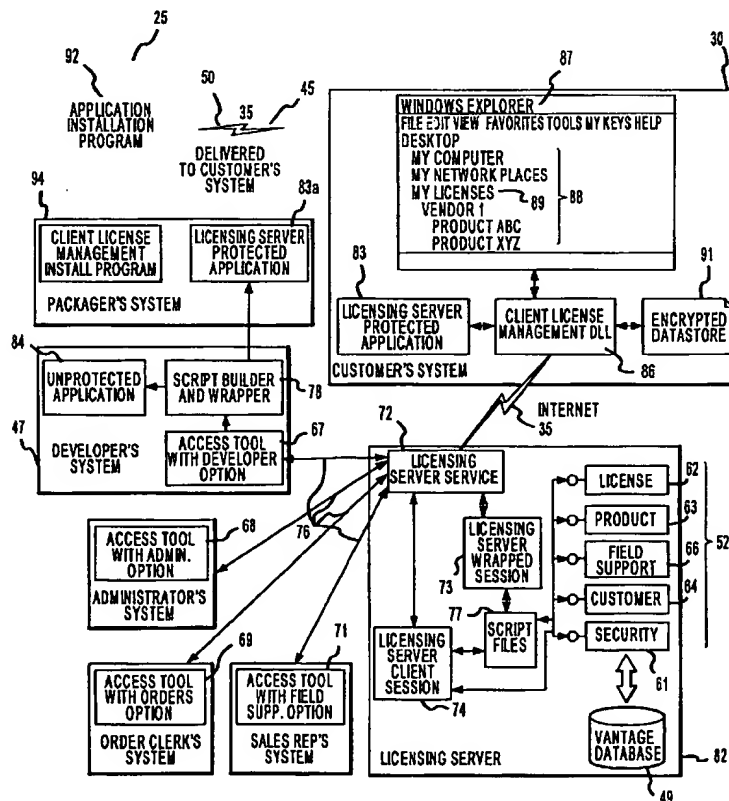 25
92
APPLICATION
INSTALLATION
PROGRAM
50
35
45
DELIVERED
TO CUSTOMER'S
SYSTEM
94
83a
CLIENT LICENSE
MANAGEMENT
INSTALL PROGRAM
LICENSING SERVER
PROTECTED
APPLICATION
PACKAGER'S SYSTEM
30
87
WINDOWS EXPLORER
FILE EDIT VIEW FAVORITES TOOLS MY KEYS HELP
DESKTOP
MY COMPUTER
MY NETWORK PLACES
MY LICENSES
89
88
VENDOR 1
PRODUCT ABC
PRODUCT XYZ
83
LICENSING SERVER
PROTECTED
APPLICATION
CLIENT LICENSE
MANAGEMENT DLL
86
91
ENCRYPTED
DATASTORE
CUSTOMER'S SYSTEM
84
UNPROTECTED
APPLICATION
SCRIPT BUILDER
AND WRAPPER
78
67
ACCESS TOOL
WITH DEVELOPER
OPTION
47
DEVELOPER'S
SYSTEM
INTERNET
35
72
LICENSING
SERVER SERVICE
76
68
ACCESS TOOL
WITH ADMIN.
OPTION
ADMINISTRATOR'S
SYSTEM
69
ACCESS TOOL
WITH ORDERS
OPTION
ORDER CLERK'S
SYSTEM
71
ACCESS TOOL
WITH FIELD
SUPP. OPTION
SALES REP'S
SYSTEM
73
LICENSING
SERVER
WRAPPED
SESSION
77
SCRIPT
FILES
LICENSING
SERVER
CLIENT
SESSION
74
LICENSE
62
PRODUCT
63
FIELD
SUPPORT
66
CUSTOMER
64
SECURITY
61
52
VANTAGE
DATABASE
49
LICENSING SERVER
82